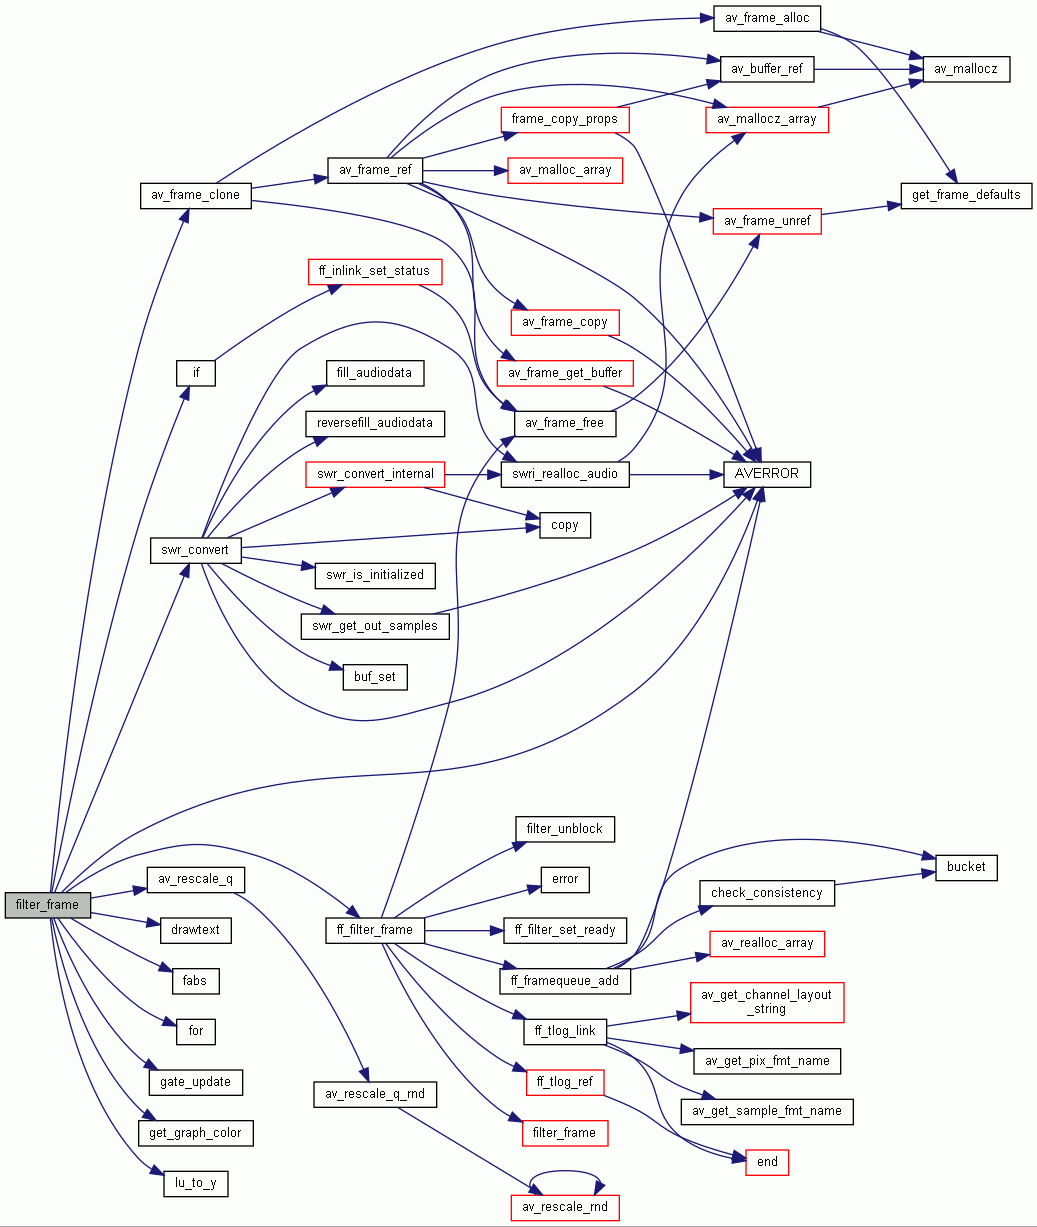 av_frame_alloc
av_buffer_ref
av_mallocz
frame_copy_props
av_mallocz_array
av_frame_ref
av_malloc_array
av_frame_clone
get_frame_defaults
av_frame_unref
ff_inlink_set_status
av_frame_copy
if
fill_audiodata
av_frame_get_buffer
reversefill_audiodata
av_frame_free
swr_convert_internal
swri_realloc_audio
AVERROR
copy
swr_convert
swr_is_initialized
swr_get_out_samples
buf_set
filter_unblock
bucket
av_rescale_q
error
check_consistency
filter_frame
drawtext
ff_filter_frame
ff_filter_set_ready
av_realloc_array
fabs
ff_framequeue_add
av_get_channel_layout
_string
for
ff_tlog_link
av_get_pix_fmt_name
gate_update
ff_tlog_ref
av_rescale_q_rnd
av_get_sample_fmt_name
get_graph_color
filter_frame
end
lu_to_y
av_rescale_rnd